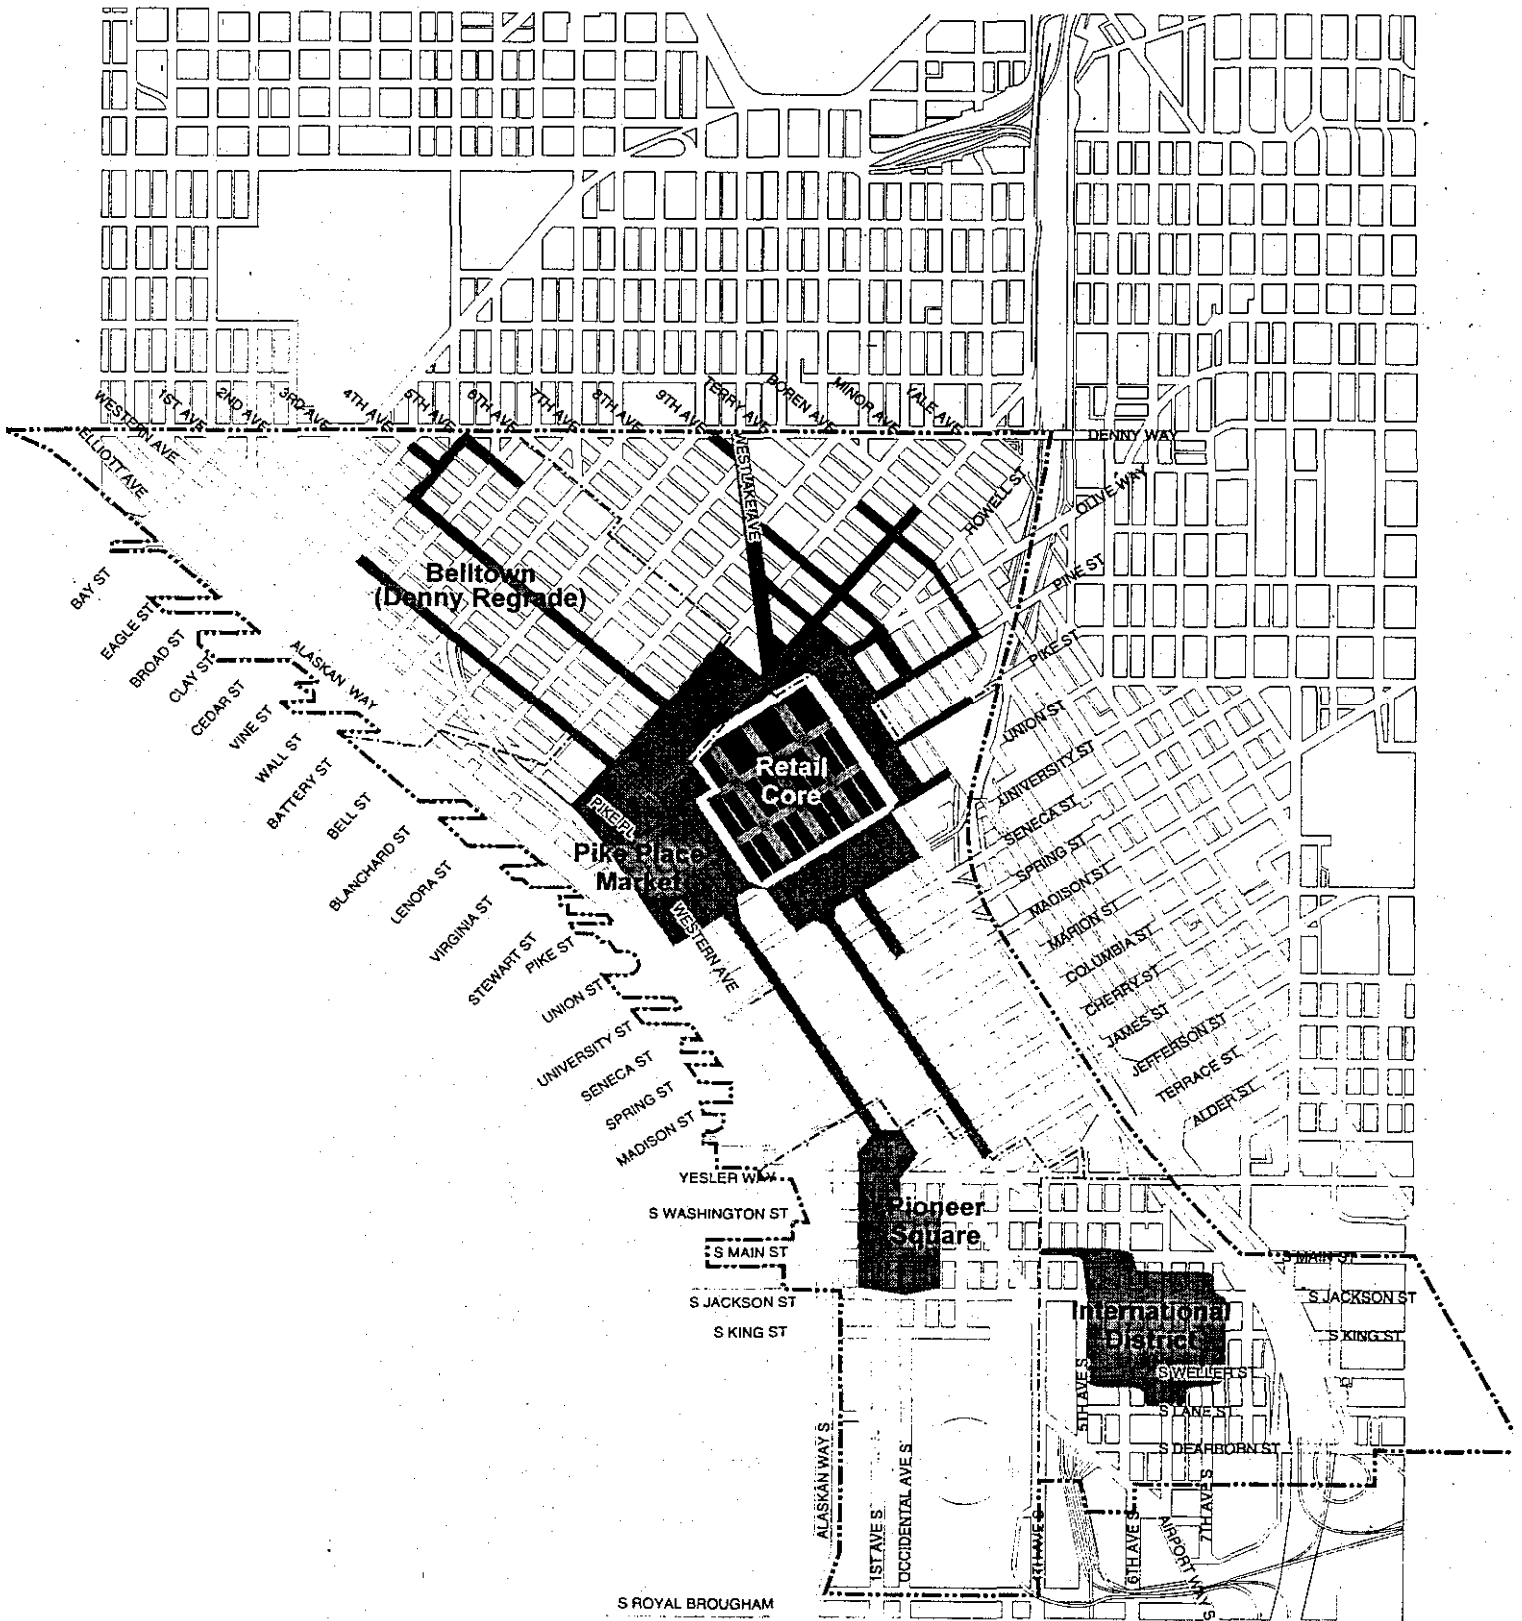 WESTERN AVE
1ST AVE
2ND AVE
3RD AVE
4TH AVE
5TH AVE
6TH AVE
7TH AVE
8TH AVE
9TH AVE
TERRY AVE
BOREN AVE
MINOR AVE
YALE AVE
DENNY WAY
ELLIOTT AVE
WESTLAKE AVE
HOWELL ST
OLIVE WAY
PINE ST
PIKE ST
UNION ST
UNIVERSITY ST
SENECA ST
SPRING ST
MADISON ST
MARION ST
COLUMBIA ST
CHERRY ST
JAMES ST
JEFFERSON ST
TERRACE ST
ALDER ST
Belltown
(Denny Regrade)
Retail
Core
PIKE PL
Pike Place
Market
WESTERN AVE
BAY ST
EAGLE ST
BROAD ST
CLAY ST
CEDAR ST
VINE ST
WALL ST
BATTERY ST
BELL ST
BLANCHARD ST
LENORA ST
VIRGINIA ST
STEWART ST
PIKE ST
UNION ST
UNIVERSITY ST
SENECA ST
SPRING ST
MADISON ST
ALASKAN WAY
YESLER WAY
S WASHINGTON ST
S MAIN ST
S JACKSON ST
S KING ST
Pioneer
Square
International
District
S MAIN ST
S JACKSON ST
S KING ST
S WELLER ST
S LANE ST
S DEARBORN ST
ALASKAN WAY S
1ST AVE S
OCCIDENTAL AVE S
4TH AVE S
5TH AVE S
6TH AVE S
AIRPORT WAY S
7TH AVE S
S ROYAL BROUGHAM